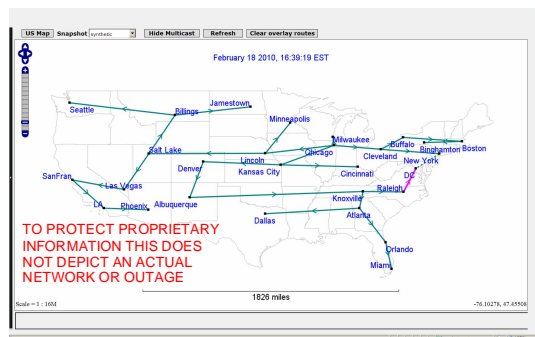 US Map Snapshot synthetic Hide Multicast Refresh Clear overlay routes
February 18 2010, 16:39:19 EST
Seattle
Billings
Jamestown
Minneapolis
Milwaukee
Chicago
Buffalo
Binghamton
Boston
Cleveland
New York
Salt Lake
Lincoln
Denver
Kansas City
Cincinnati
DC
SanFran
Las Vegas
LA
Phoenix
Albuquerque
Raleigh
Knoxville
Atlanta
Dallas
Orlando
Miami
TO PROTECT PROPRIETARY
INFORMATION THIS DOES
NOT DEPICT AN ACTUAL
NETWORK OR OUTAGE
1826 miles
Scale = 1 : 16M
-76.10278, 47.45508